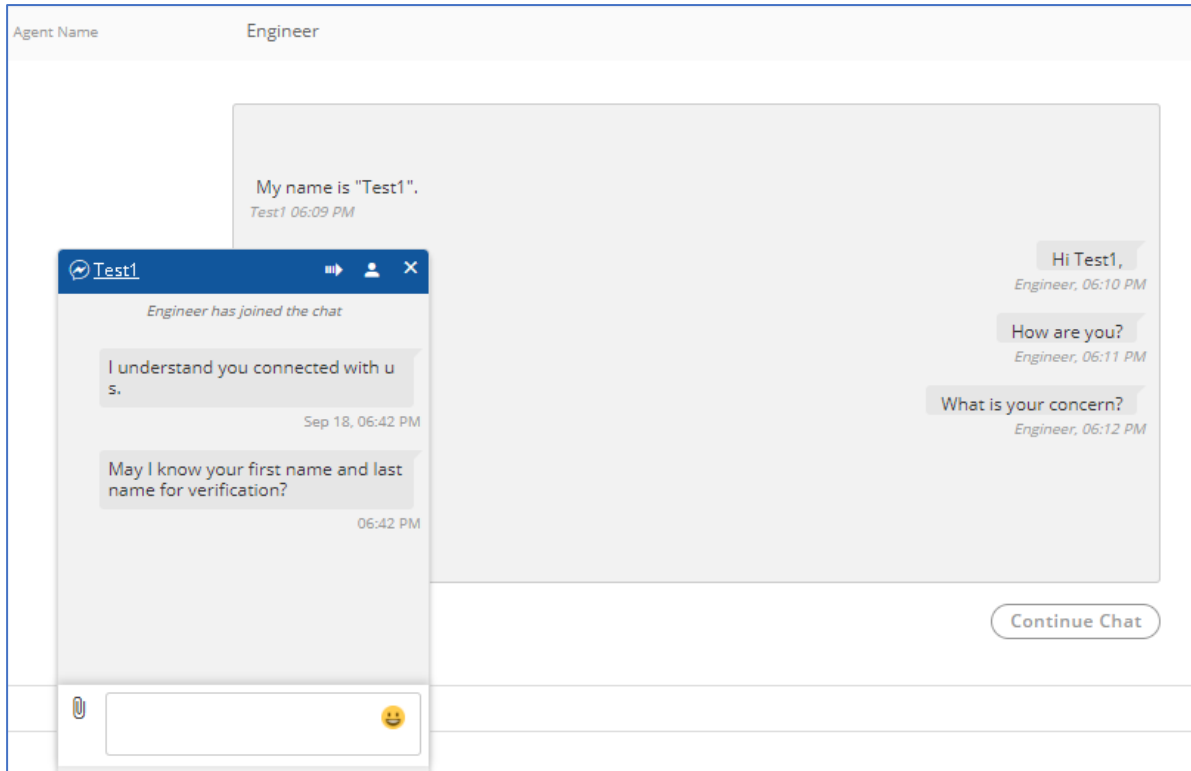 Agent Name
Engineer
My name is "Test1".
Test1 06:09 PM
Hi Test1,
Engineer, 06:10 PM
How are you?
Engineer, 06:11 PM
What is your concern?
Engineer, 06:12 PM
Continue Chat
Test1
Engineer has joined the chat
I understand you connected with u
s.
Sep 18, 06:42 PM
May I know your first name and last
name for verification?
06:42 PM